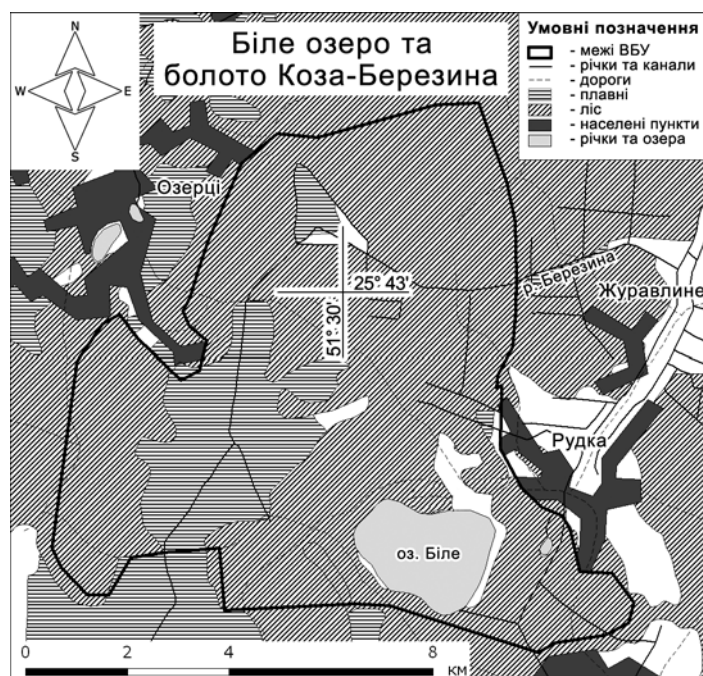 N
W
E
S
Біле озеро та
болото Коза-Березина
Умовні позначення
- межі ВБУ
- річки та канали
- дороги
- плавні
- ліс
- населені пункти
- річки та озера
Озерці
25° 43'
51° 30'
р. Березина
Журавлине
Рудка
оз. Біле
0 2 4 8
км